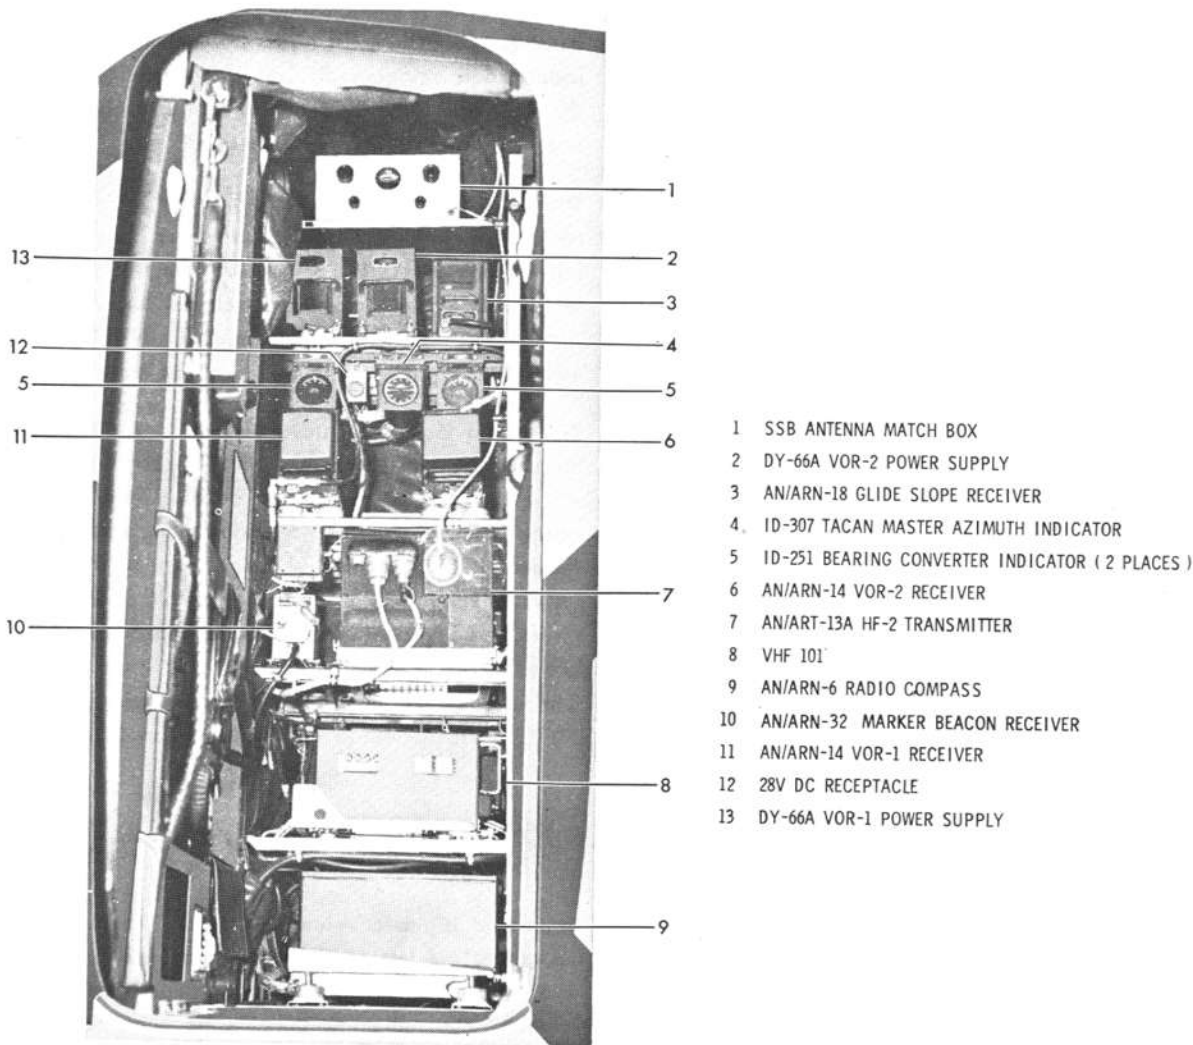 1
13
2
3
12
4
5
5
11
6
7
10
8
9
1 SSB ANTENNA MATCH BOX
2 DY-66A VOR-2 POWER SUPPLY
3 AN/ARN-18 GLIDE SLOPE RECEIVER
4. ID-307 TACAN MASTER AZIMUTH INDICATOR
5 ID-251 BEARING CONVERTER INDICATOR (2 PLACES)
6 AN/ARN-14 VOR-2 RECEIVER
7 AN/ART-13A HF-2 TRANSMITTER
8 VHF 101
9 AN/ARN-6 RADIO COMPASS
10 AN/ARN-32 MARKER BEACON RECEIVER
11 AN/ARN-14 VOR-1 RECEIVER
12 28V DC RECEPTACLE
13 DY-66A VOR-1 POWER SUPPLY